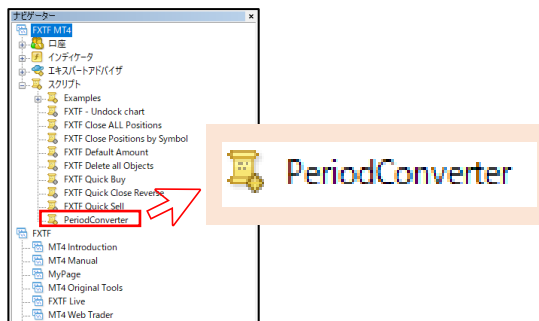 ナビゲーター
FXTF MT4
口座
インディケータ
エキスパートアドバイザ
スクリプト
Examples
FXTF - Undock chart
FXTF Close ALL Positions
FXTF Close Positions by Symbol
FXTF Default Amount
FXTF Delete all Objects
FXTF Quick Buy
FXTF Quick Close Reverse
FXTF Quick Sell
PeriodConverter
PeriodConverter
FXTF
MT4 Introduction
MT4 Manual
MyPage
MT4 Original Tools
FXTF Live
MT4 Web Trader